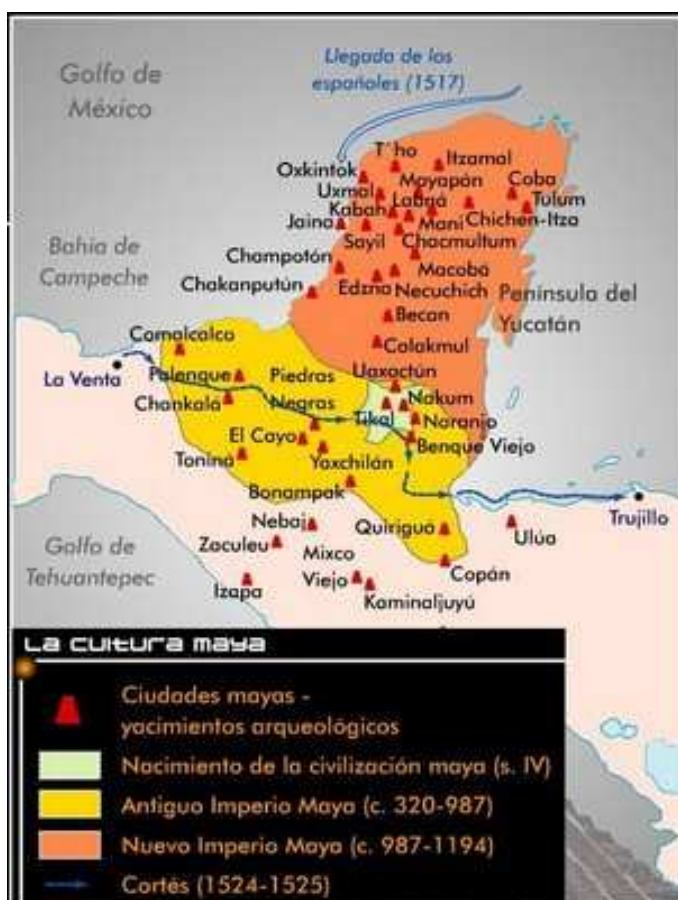 Golfo de
México
Llegada de los
españoles (1517)
T´ho
Itzamal
Oxkintok
Mayapán
Coba
Uxmal
Labná
Tulum
Kabah
Maní
Chichen-Itza
Jaina
Sayil
Chacmultum
Bahía de
Campeche
Champotón
Macobá
Chakanputún
Edzna
Necuchich
Península del
Yucatán
Becan
Comalcalco
Calakmul
La Venta
Palenque
Piedras
Negras
Uaxactún
Nakum
Chankalá
Tikal
Naranjo
El Cayo
Benque Viejo
Toniná
Yaxchilán
Bonampak
Nebaj
Quiriguá
Ulúa
Trujillo
Golfo de
Tehuantepec
Zaculeu
Mixco
Viejo
Copán
Izapa
Kaminaljuyú
La cultura maya
Ciudades mayas -
yacimientos arqueológicos
Nacimiento de la civilización maya (s. IV)
Antiguo Imperio Maya (c. 320-987)
Nuevo Imperio Maya (c. 987-1194)
Cortés (1524-1525)